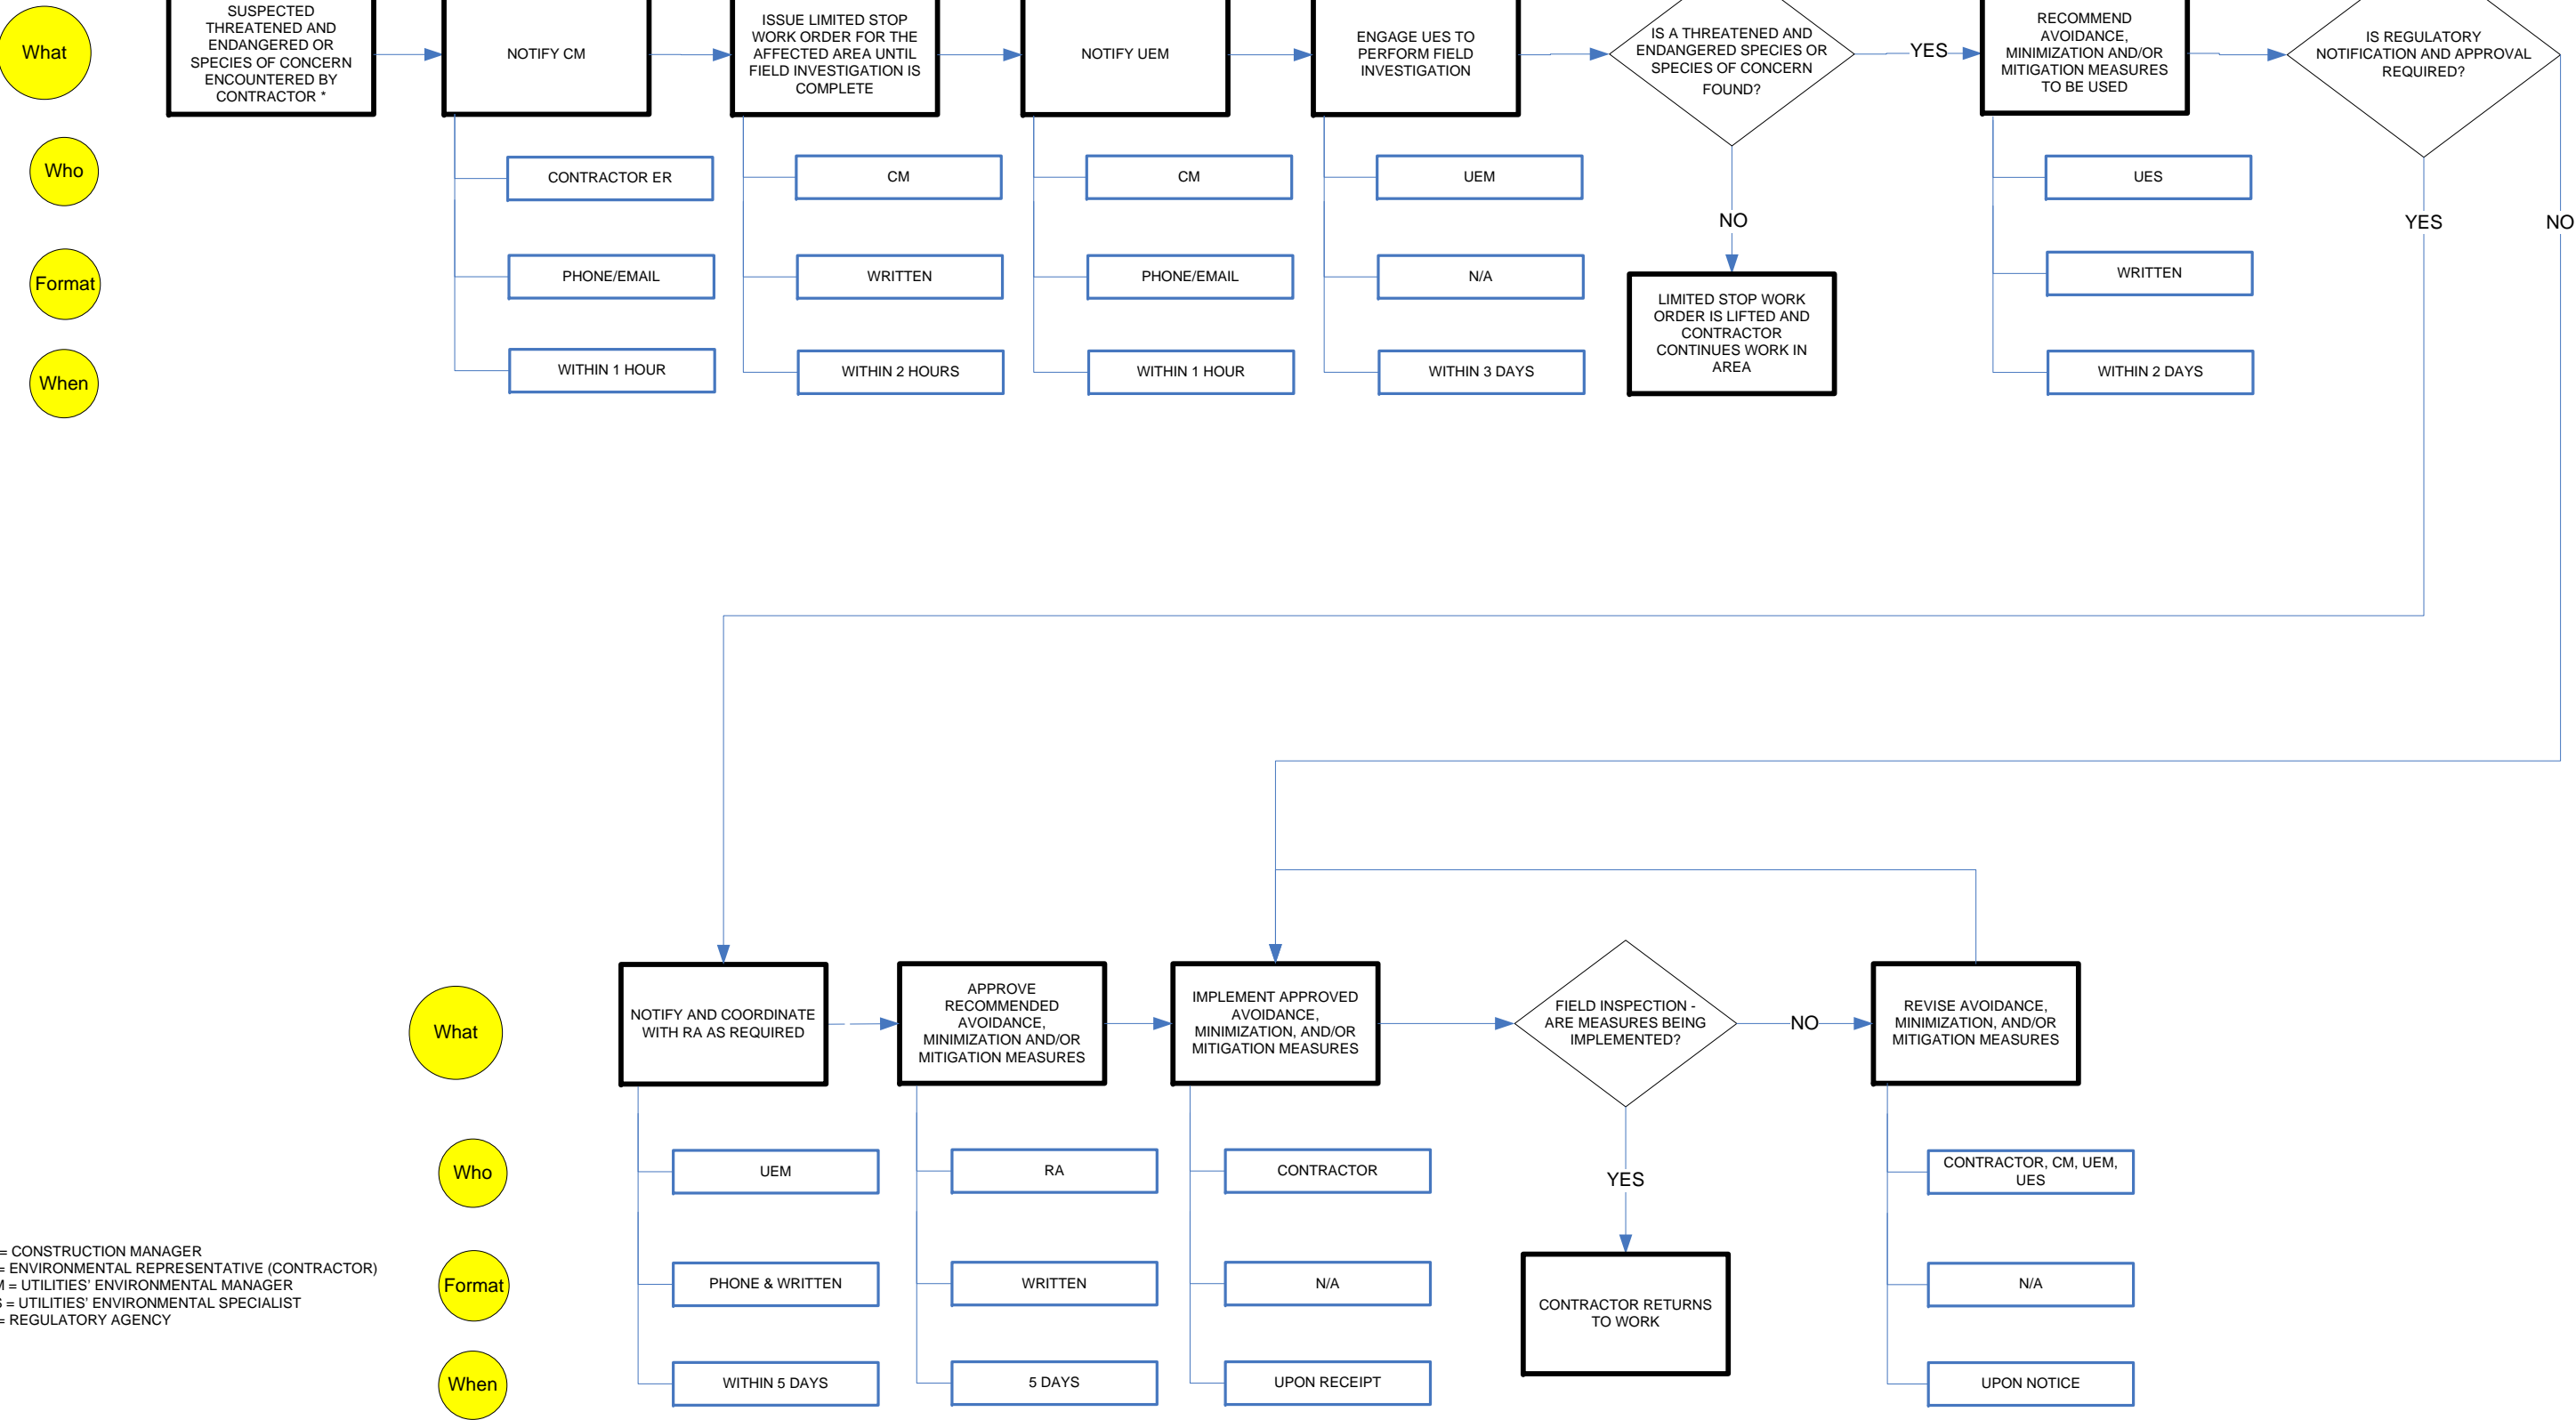 What
SUSPECTED
THREATENED AND
ENDANGERED OR
SPECIES OF CONCERN
ENCOUNTERED BY
CONTRACTOR *
NOTIFY CM
ISSUE LIMITED STOP
WORK ORDER FOR THE
AFFECTED AREA UNTIL
FIELD INVESTIGATION IS
COMPLETE
NOTIFY UEM
ENGAGE UES TO
PERFORM FIELD
INVESTIGATION
IS A THREATENED AND
ENDANGERED SPECIES OR
SPECIES OF CONCERN
FOUND?
YES
RECOMMEND
AVOIDANCE,
MINIMIZATION AND/OR
MITIGATION MEASURES
TO BE USED
IS REGULATORY
NOTIFICATION AND APPROVAL
REQUIRED?
Who
CONTRACTOR ER
CM
CM
UEM
UES
NO
YES
NO
Format
PHONE/EMAIL
WRITTEN
PHONE/EMAIL
N/A
WRITTEN
LIMITED STOP WORK
ORDER IS LIFTED AND
CONTRACTOR
CONTINUES WORK IN
AREA
When
WITHIN 1 HOUR
WITHIN 2 HOURS
WITHIN 1 HOUR
WITHIN 3 DAYS
WITHIN 2 DAYS
What
NOTIFY AND COORDINATE
WITH RA AS REQUIRED
APPROVE
RECOMMENDED
AVOIDANCE,
MINIMIZATION AND/OR
MITIGATION MEASURES
IMPLEMENT APPROVED
AVOIDANCE,
MINIMIZATION, AND/OR
MITIGATION MEASURES
FIELD INSPECTION -
ARE MEASURES BEING
IMPLEMENTED?
NO
REVISE AVOIDANCE,
MINIMIZATION, AND/OR
MITIGATION MEASURES
Who
UEM
RA
CONTRACTOR
YES
CONTRACTOR, CM, UEM,
UES
Format
PHONE & WRITTEN
WRITTEN
N/A
CONTRACTOR RETURNS
TO WORK
N/A
When
WITHIN 5 DAYS
5 DAYS
UPON RECEIPT
UPON NOTICE
= CONSTRUCTION MANAGER
= ENVIRONMENTAL REPRESENTATIVE (CONTRACTOR)
M = UTILITIES' ENVIRONMENTAL MANAGER
S = UTILITIES' ENVIRONMENTAL SPECIALIST
= REGULATORY AGENCY